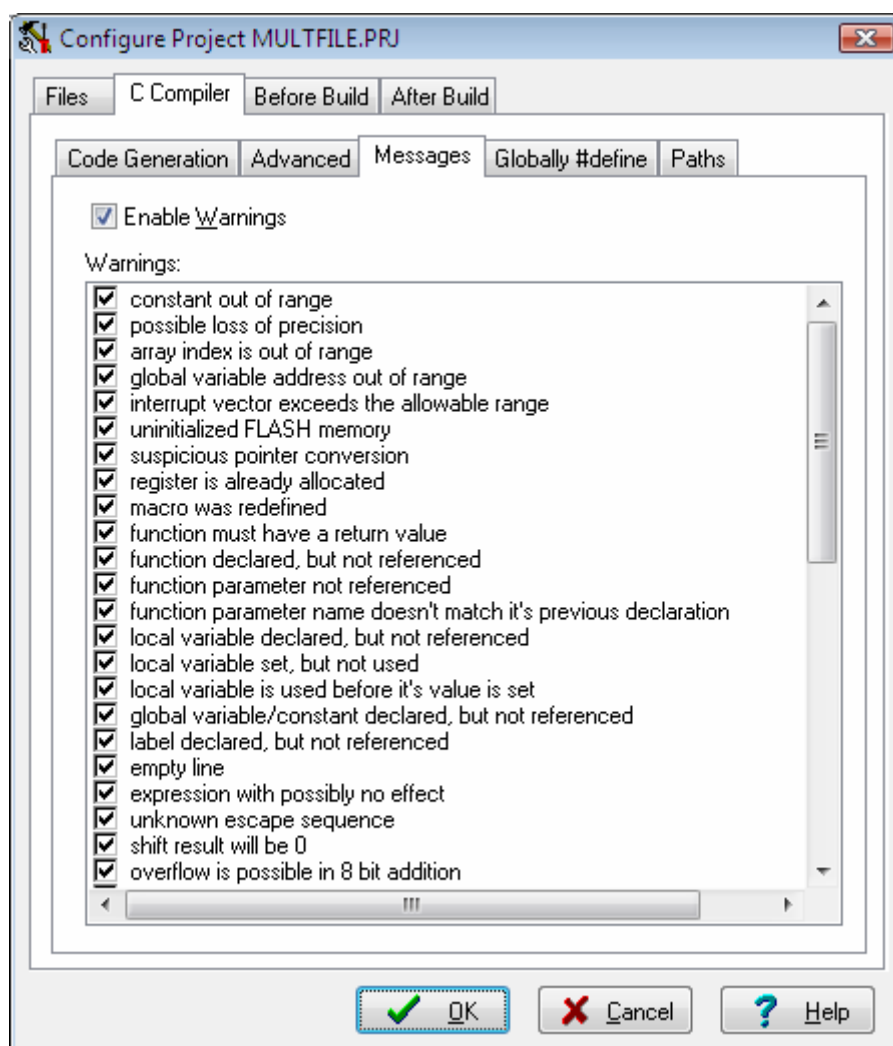 Configure Project MULTFILE.PRJ
Files C Compiler Before Build After Build
Code Generation Advanced Messages Globally #define Paths
Enable Warnings
Warnings:
constant out of range
possible loss of precision
array index is out of range
global variable address out of range
interrupt vector exceeds the allowable range
uninitialized FLASH memory
suspicious pointer conversion
register is already allocated
macro was redefined
function must have a return value
function declared, but not referenced
function parameter not referenced
function parameter name doesn't match it's previous declaration
local variable declared, but not referenced
local variable set, but not used
local variable is used before it's value is set
global variable/constant declared, but not referenced
label declared, but not referenced
empty line
expression with possibly no effect
unknown escape sequence
shift result will be 0
overflow is possible in 8 bit addition
OK Cancel Help